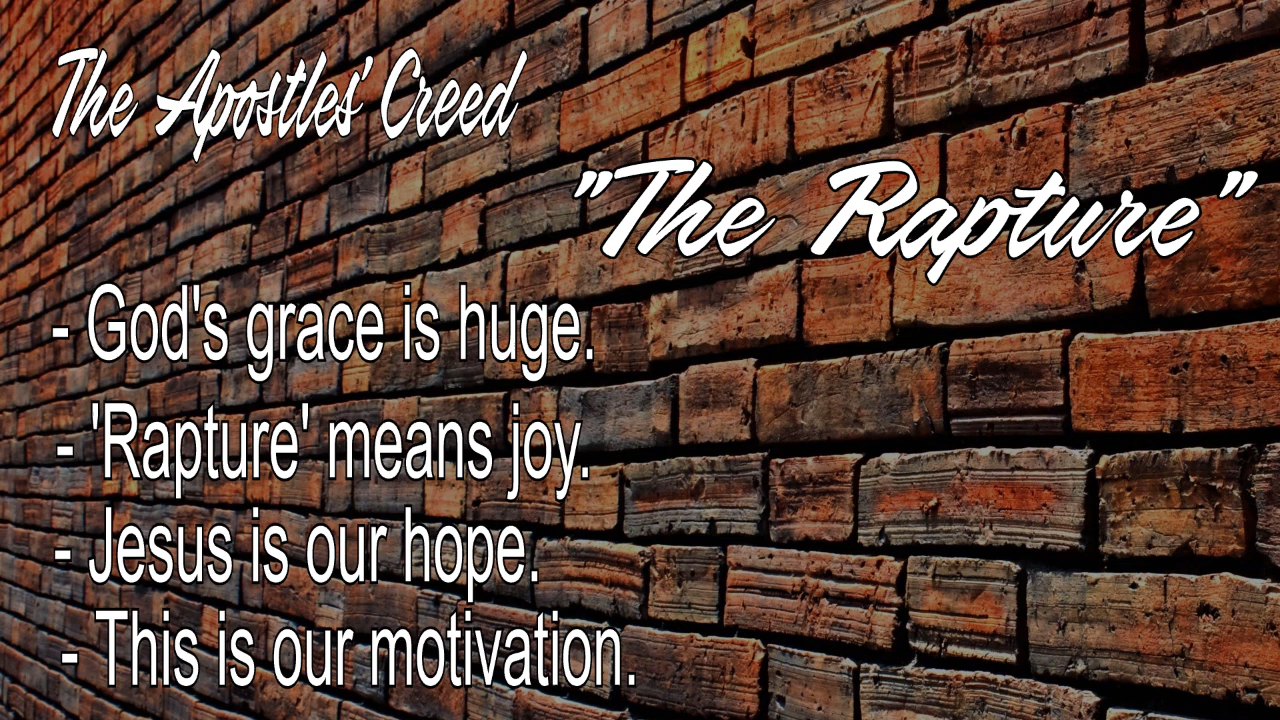 The Apostles' Creed
"The Rapture"
- God's grace is huge.
- 'Rapture' means joy.
- Jesus is our hope.
- This is our motivation.